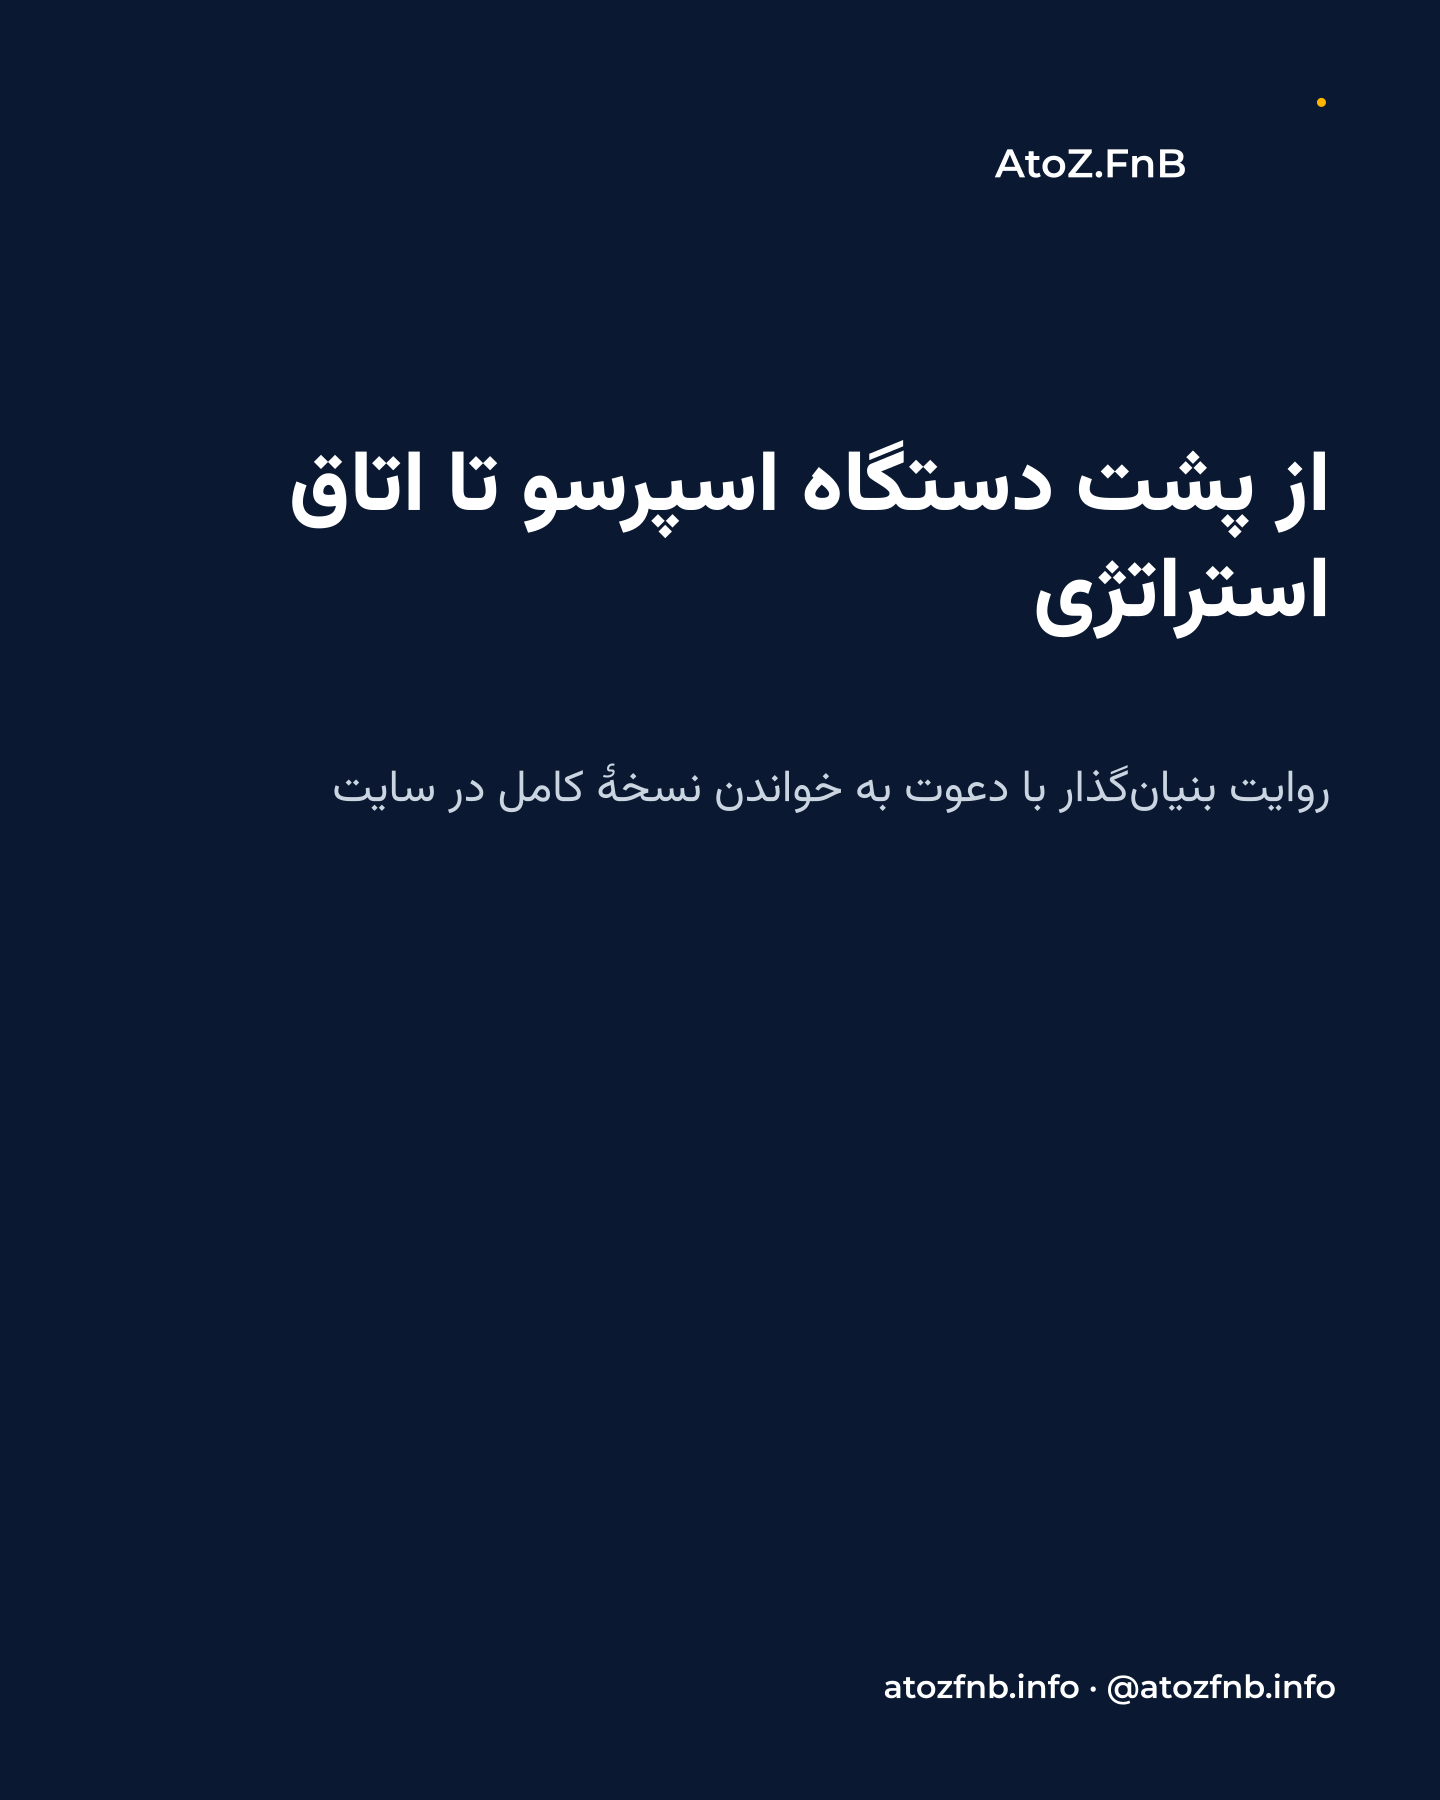 AtoZ.FnB
از پشت دستگاه اسپرسو تا اتاق
استراتژی
روایت بنیان‌گذار با دعوت به خواندن نسخهٔ کامل در سایت
atozfnb.info · @atozfnb.info